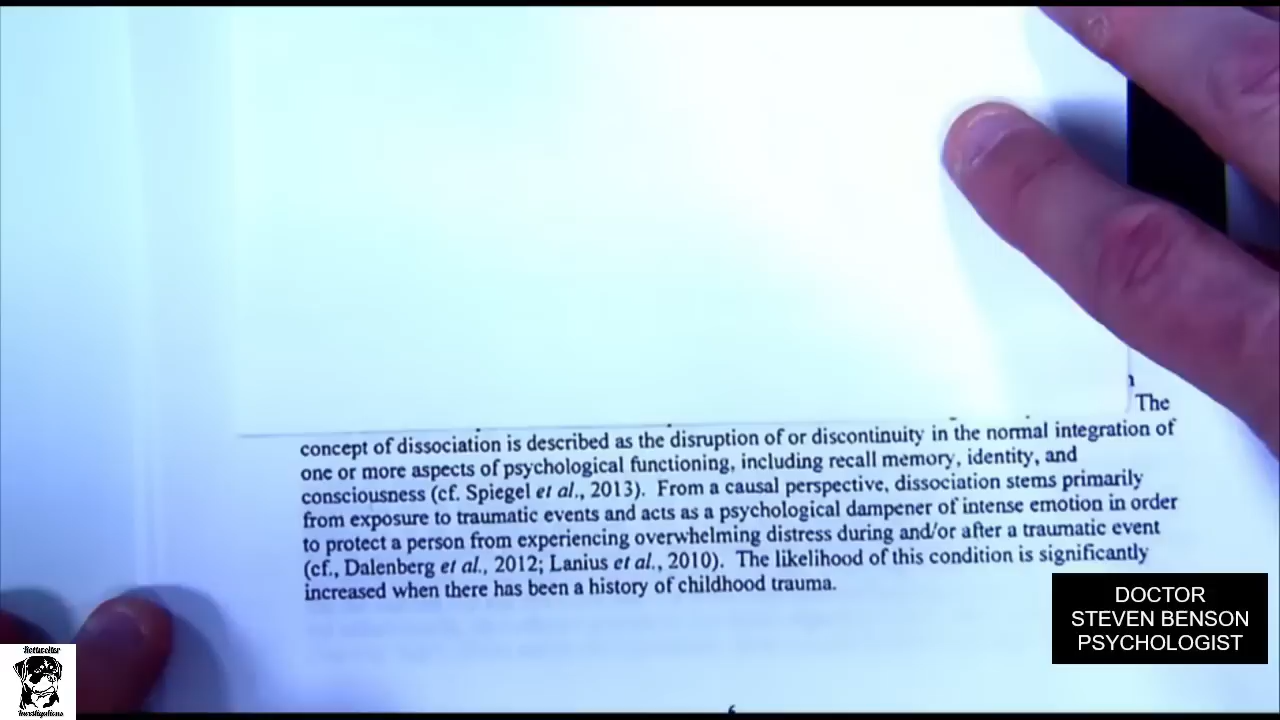 The
concept of dissociation is described as the disruption of or discontinuity in the normal integration of
one or more aspects of psychological functioning, including recall memory, identity, and
consciousness (cf. Spiegel et al., 2013).  From a causal perspective, dissociation stems primarily
from exposure to traumatic events and acts as a psychological dampener of intense emotion in order
to protect a person from experiencing overwhelming distress during and/or after a traumatic event
(cf., Dalenberg et al., 2012; Lanius et al., 2010).  The likelihood of this condition is significantly
increased when there has been a history of childhood trauma.
DOCTOR
STEVEN BENSON
PSYCHOLOGIST
Rottweiler
Investigations